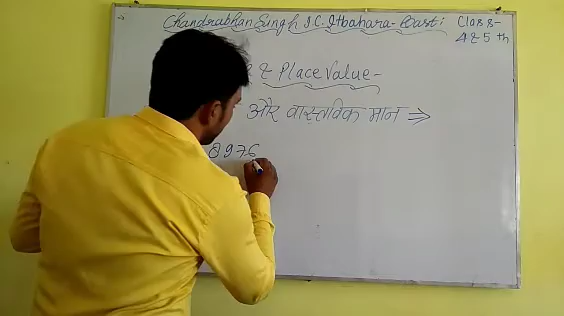 Chandrabhan Singh I.C. Itbahara - Basti
Class-
4 & 5 th
& Place Value-
और वास्तविक मान ⇒
8976